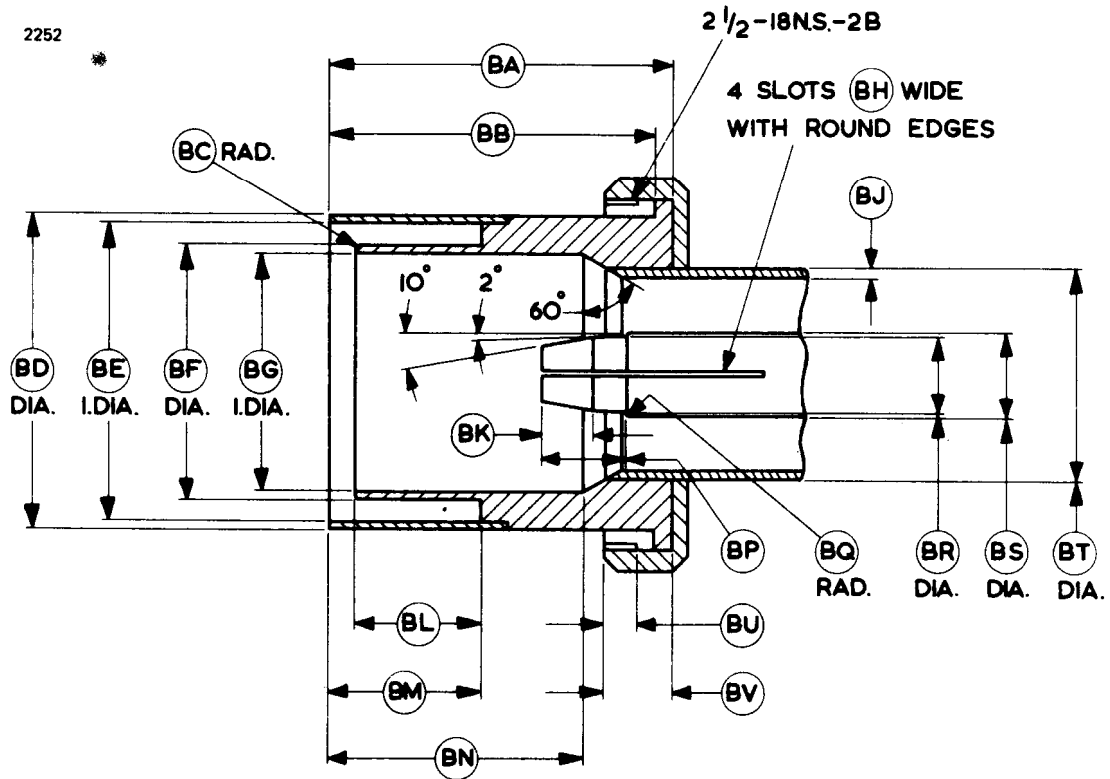 2252
2 1/2-18N.S.-2B
BA
4 SLOTS BH WIDE
WITH ROUND EDGES
BB
BC RAD.
BJ
10°
2°
60°
BD
DIA.
BE
I.DIA.
BF
DIA.
BG
I.DIA.
BK
BP
BQ
RAD.
BR
DIA.
BS
DIA.
BT
DIA.
BL
BU
BM
BV
BN